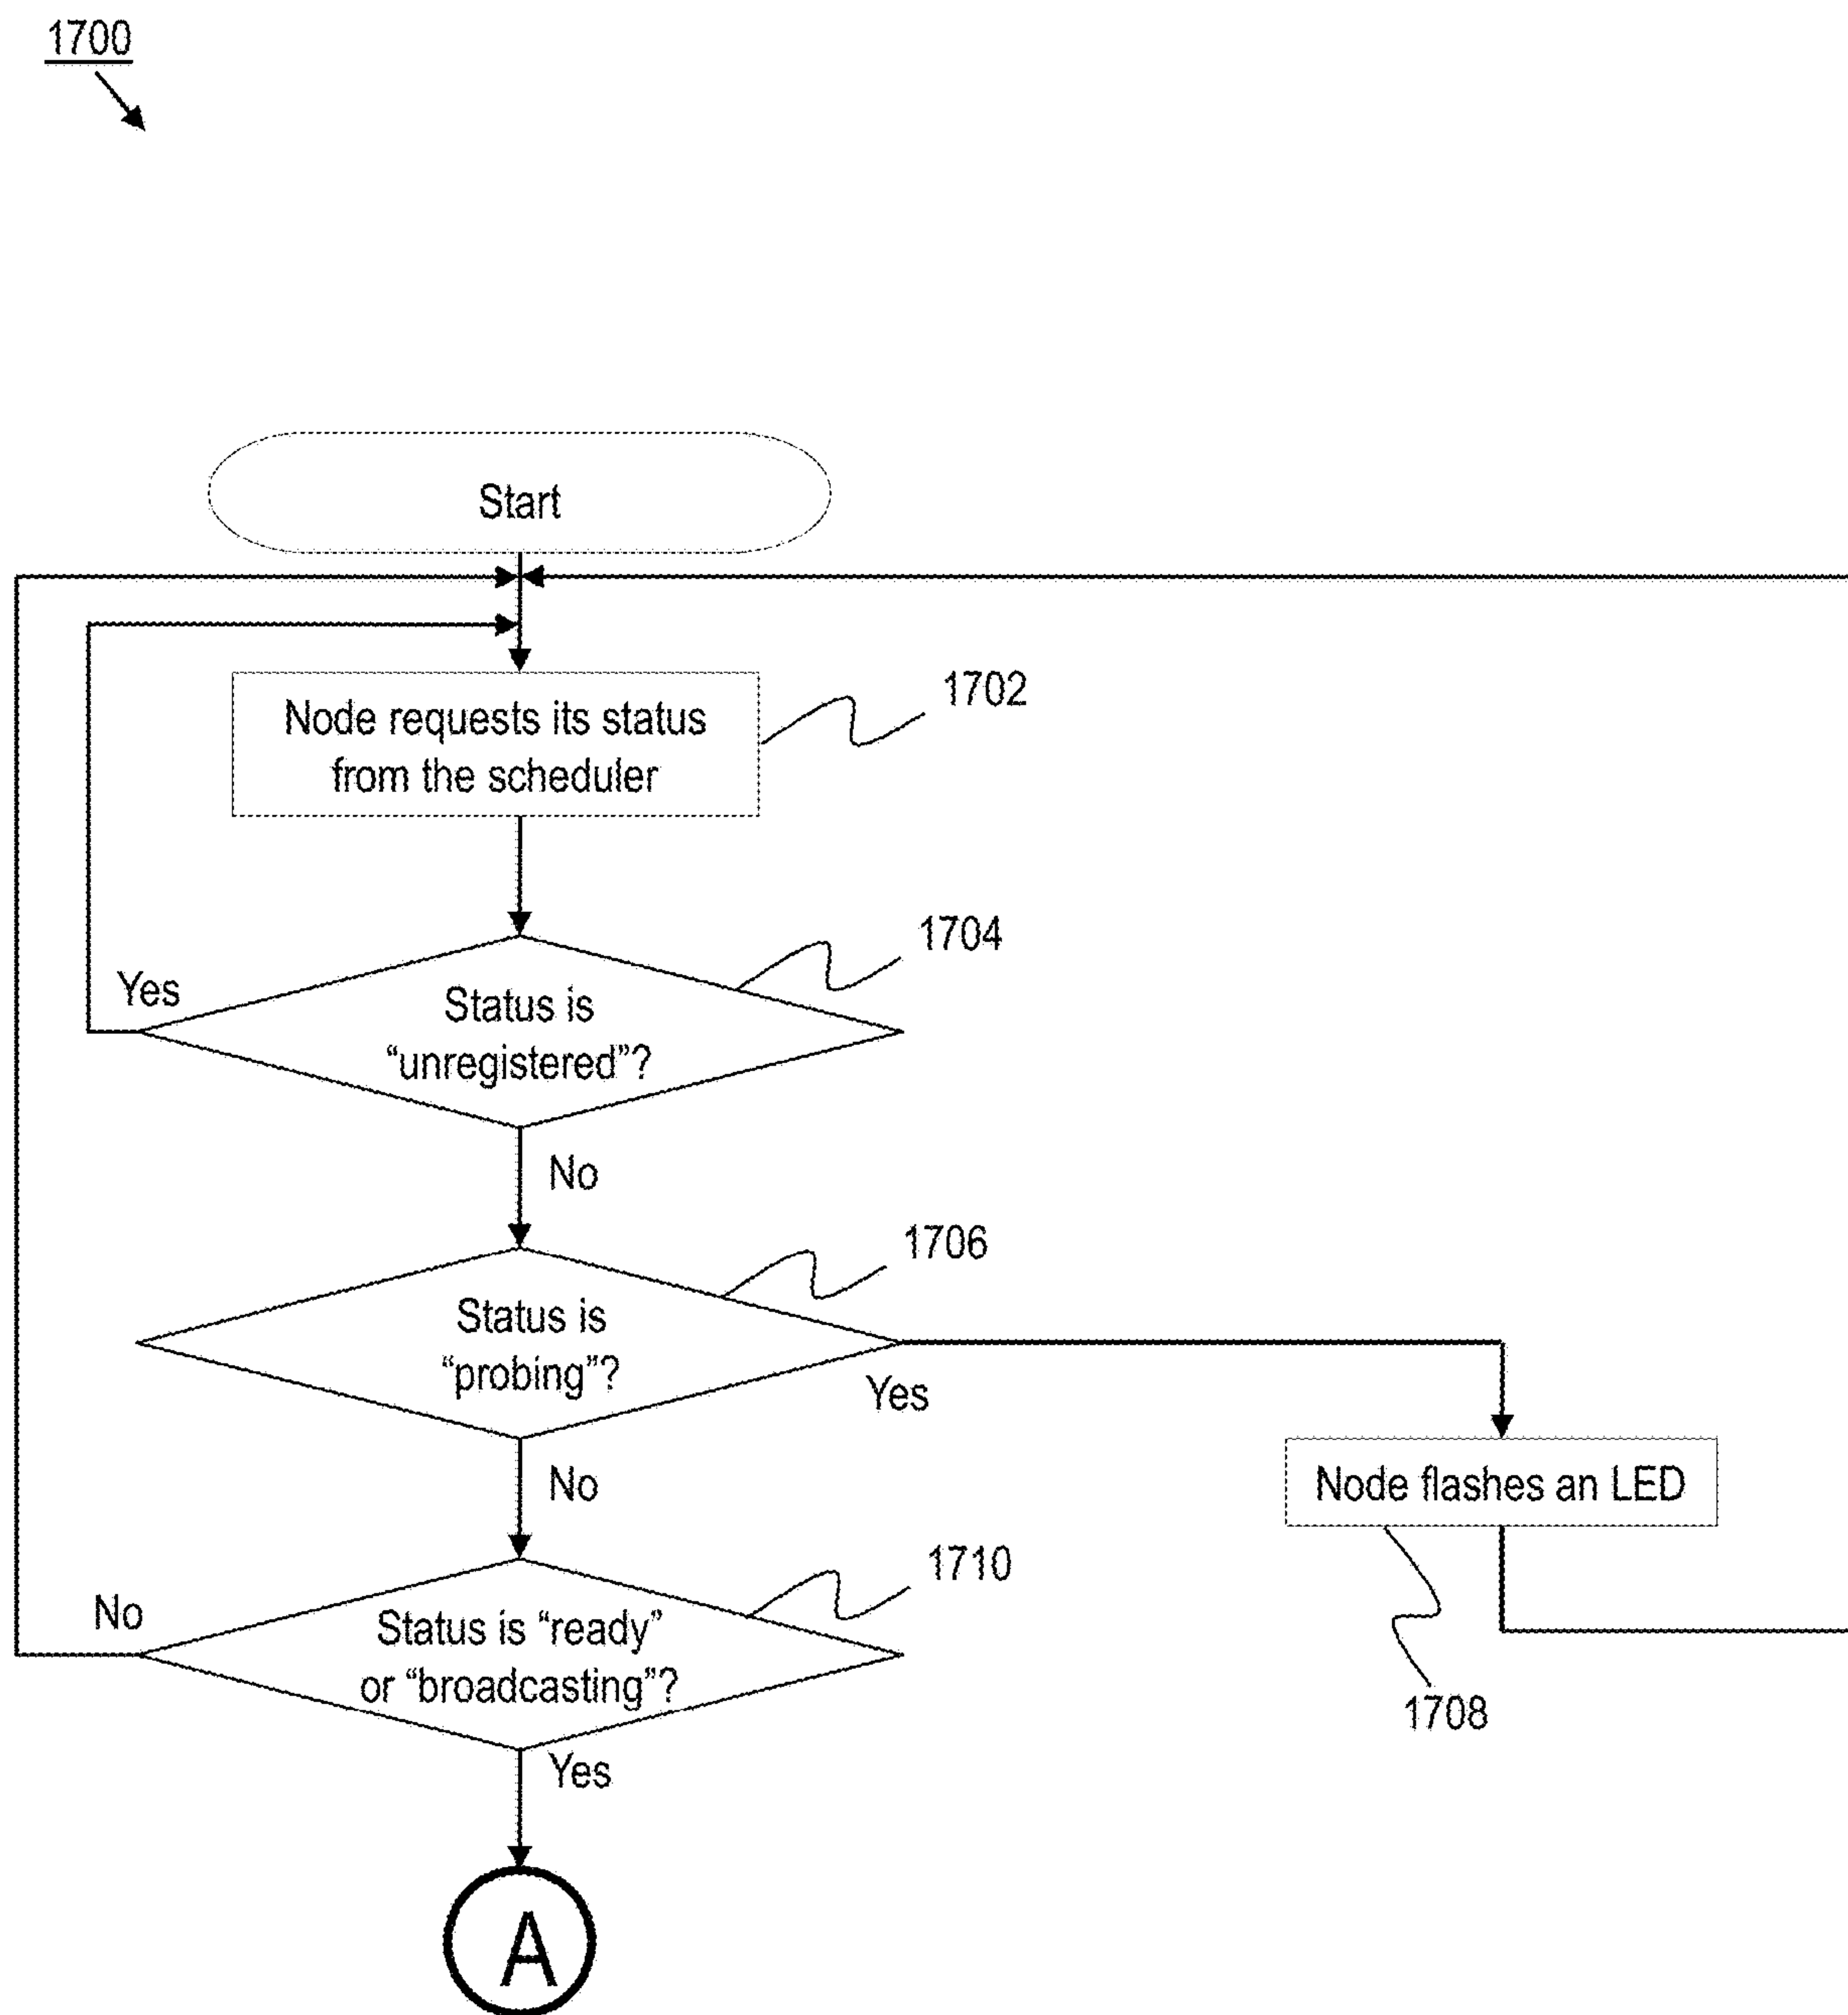 1700
Start
Node requests its status
from the scheduler
1702
1704
Yes
Status is
“unregistered”?
No
1706
Status is
“probing”?
Yes
No
Node flashes an LED
1710
No
Status is “ready”
or “broadcasting”?
1708
Yes
A